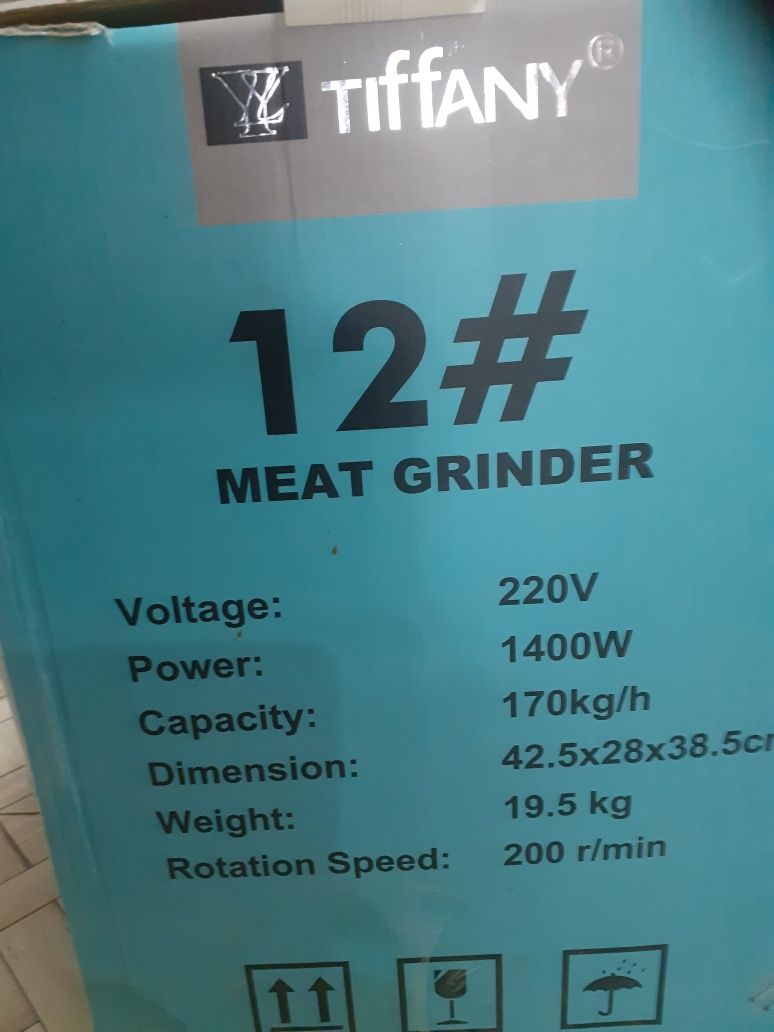 TIffANY ®
12#
MEAT GRINDER
Voltage: 220V
Power: 1400W
Capacity: 170kg/h
Dimension: 42.5x28x38.5c
Weight: 19.5 kg
Rotation Speed: 200 r/min